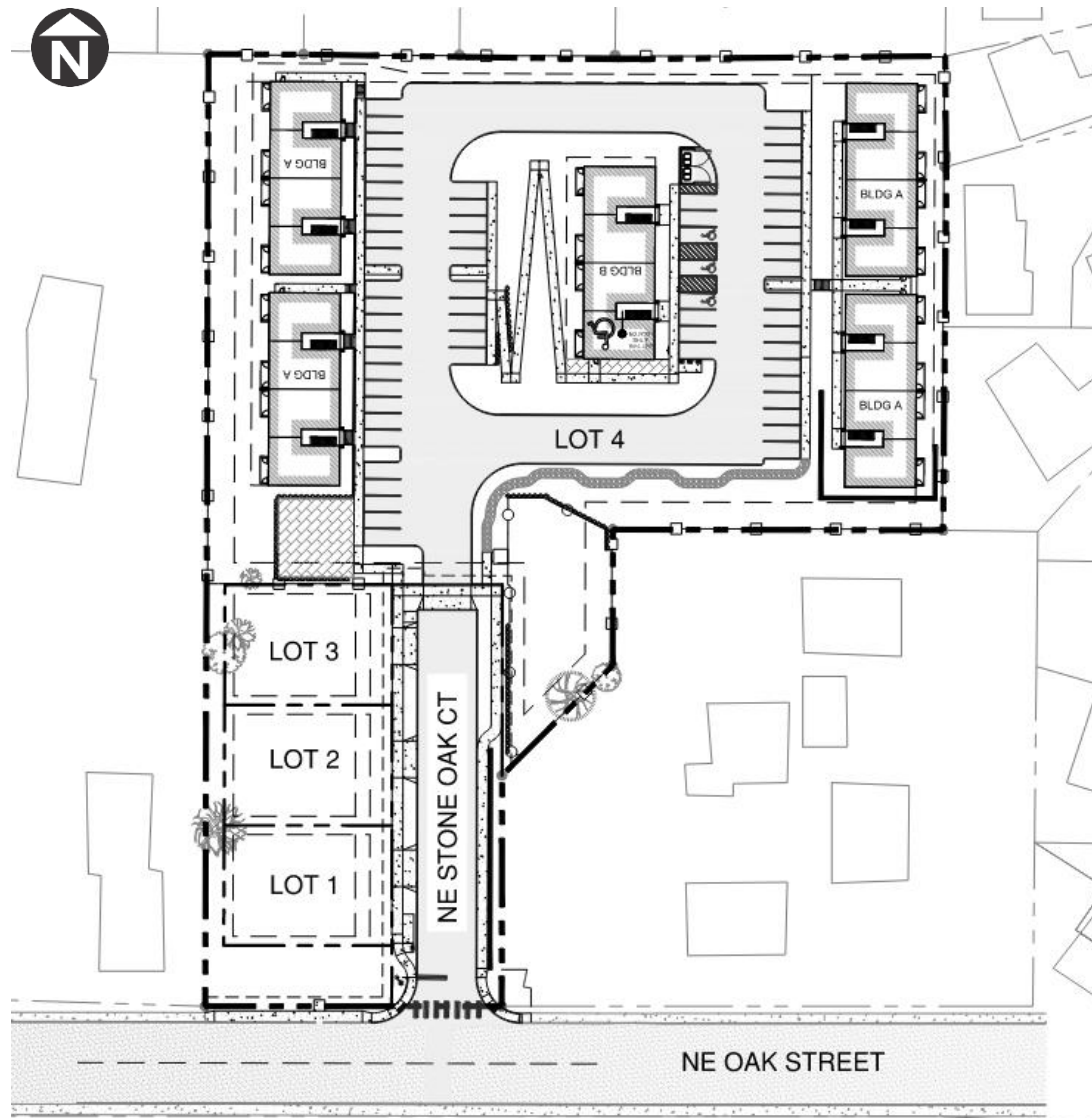 N
BLDG A
BLDG A
BLDG B
BLDG A
BLDG A
LOT 4
LOT 3
LOT 2
LOT 1
NE STONE OAK CT
NE OAK STREET